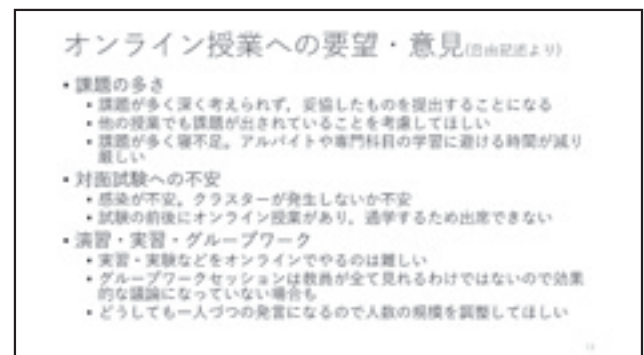 オンライン授業への要望・意見(自由記述より)
• 課題の多さ
• 課題が多く深く考えられず，妥協したものを提出することになる
• 他の授業でも課題が出されていることを考慮してほしい
• 課題が多く寝不足。アルバイトや専門科目の学習に避ける時間が減り
厳しい
• 対面試験への不安
• 感染が不安。クラスターが発生しないか不安
• 試験の前後にオンライン授業があり，通学するため出席できない
• 演習・実習・グループワーク
• 実習・実験などをオンラインでやるのは難しい
• グループワークセッションは教員が全て見れるわけではないので効果
的な議論になっていない場合も
• どうしても一人づつの発言になるので人数の規模を調整してほしい